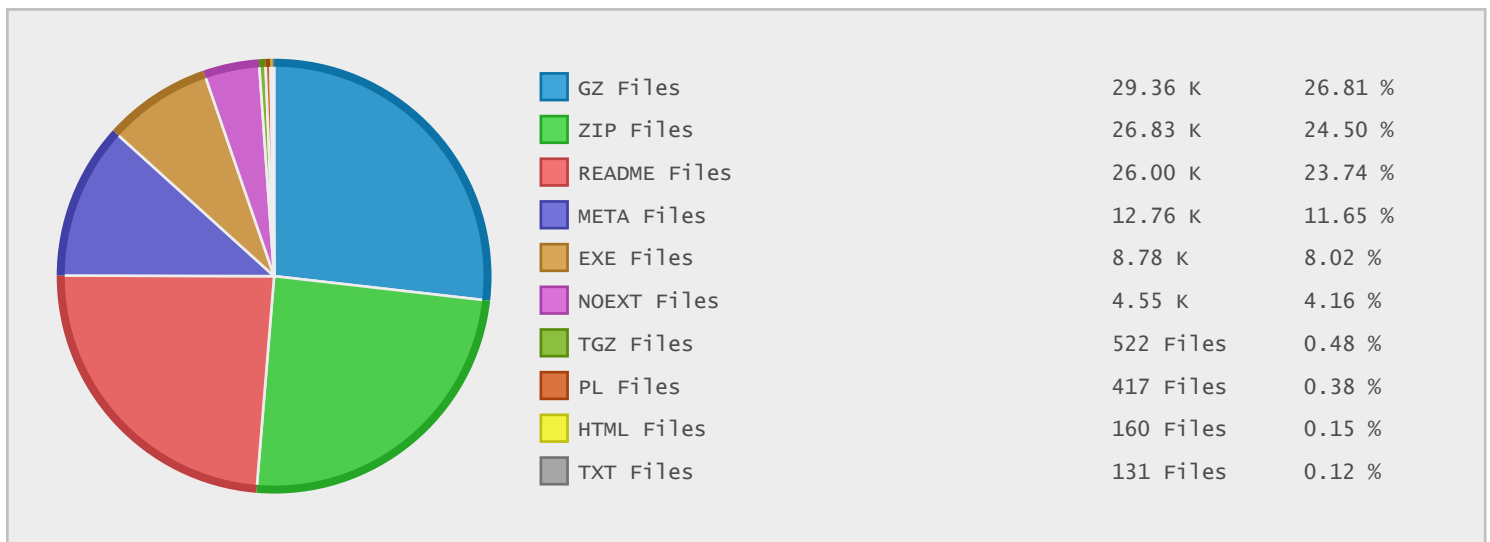 GZ Files 29.36 K 26.81 %
ZIP Files 26.83 K 24.50 %
README Files 26.00 K 23.74 %
META Files 12.76 K 11.65 %
EXE Files 8.78 K 8.02 %
NOEXT Files 4.55 K 4.16 %
TGZ Files 522 Files 0.48 %
PL Files 417 Files 0.38 %
HTML Files 160 Files 0.15 %
TXT Files 131 Files 0.12 %